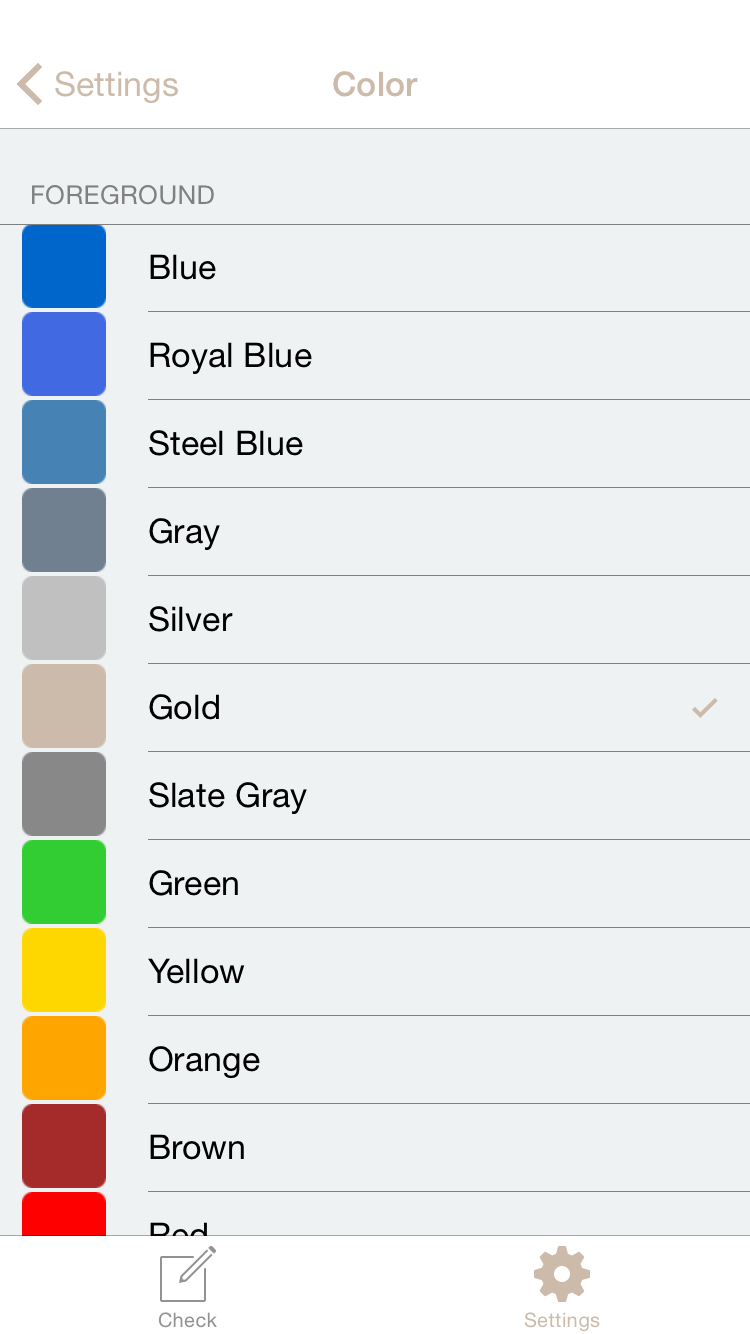 Settings
Color
FOREGROUND
Blue
Royal Blue
Steel Blue
Gray
Silver
Gold
Slate Gray
Green
Yellow
Orange
Brown
Red
Check
Settings